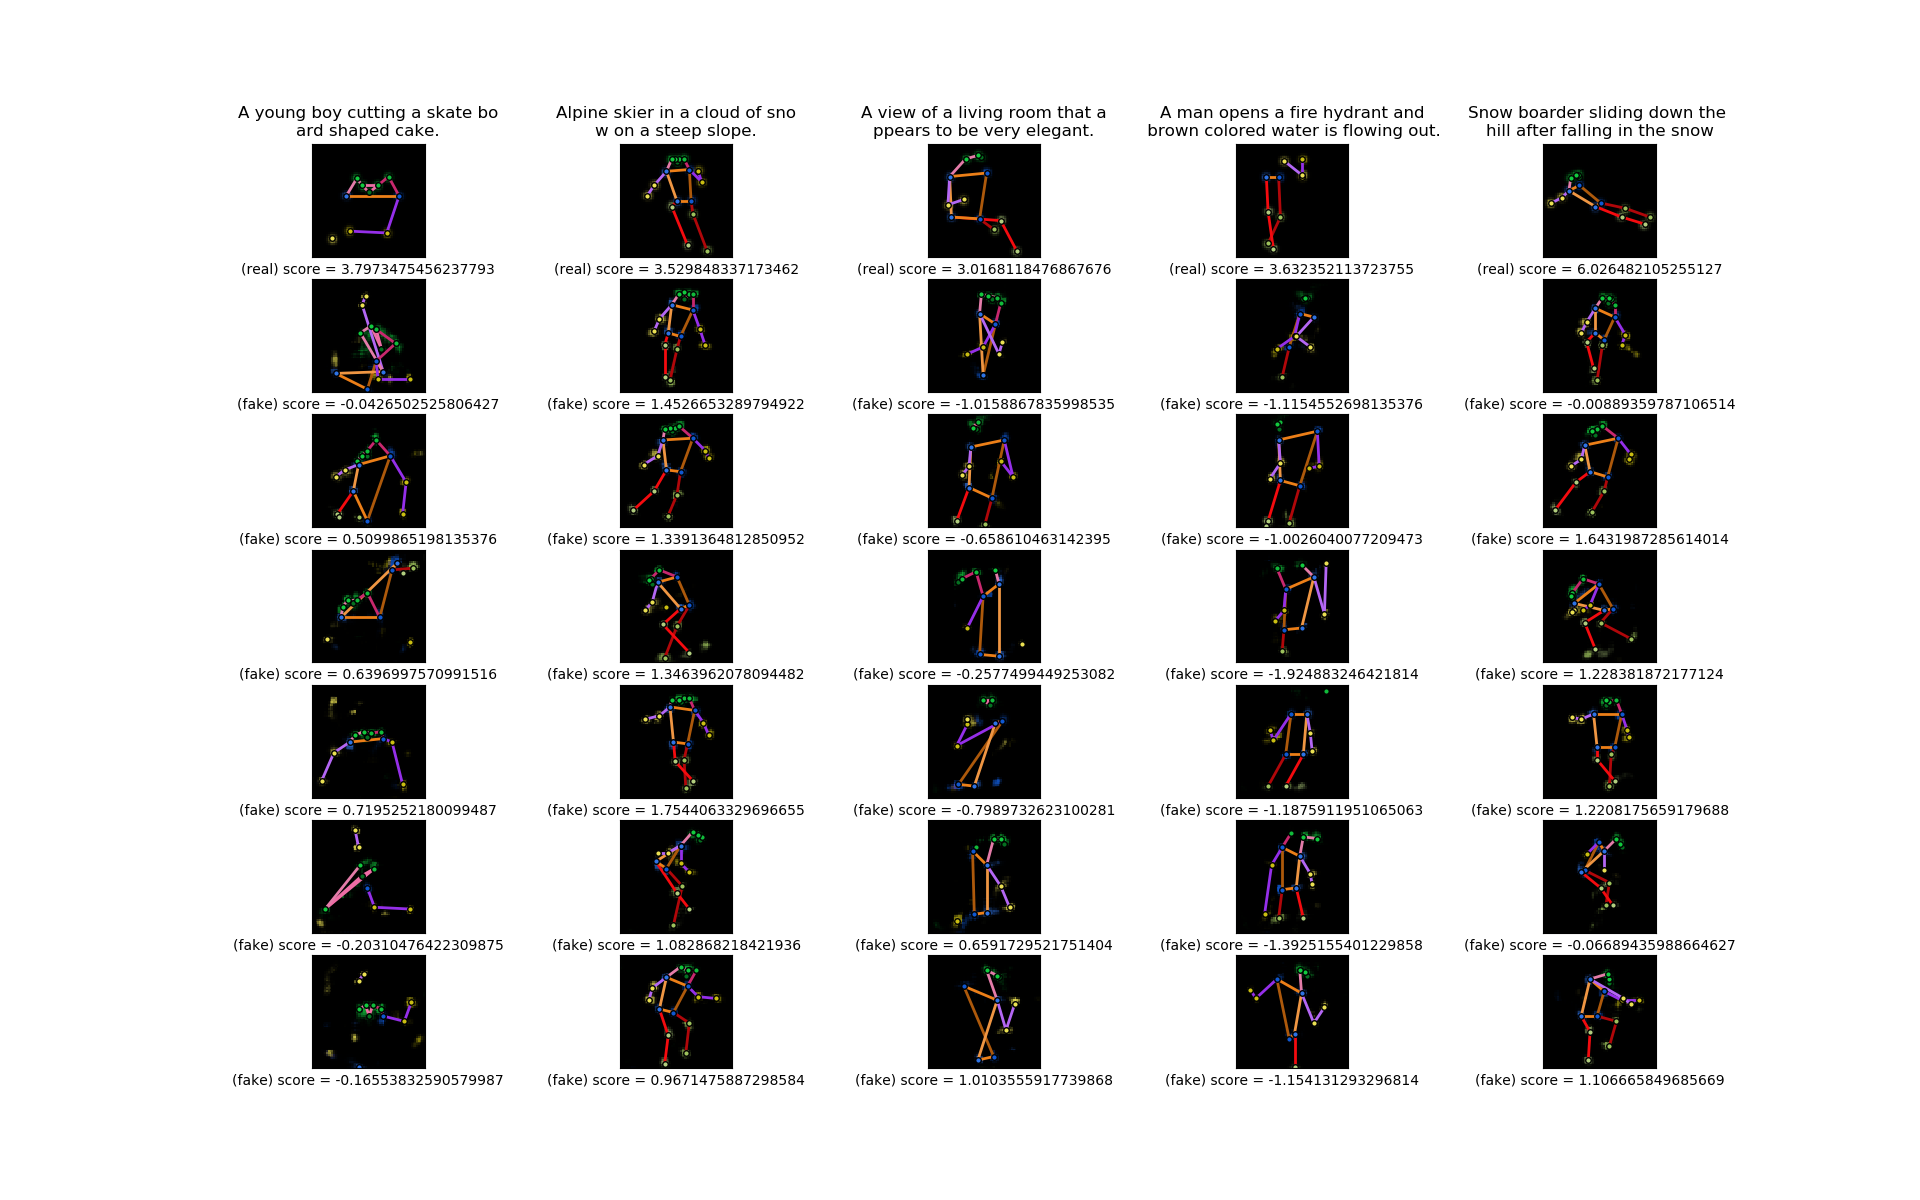 A young boy cutting a skate bo
ard shaped cake.
Alpine skier in a cloud of sno
w on a steep slope.
A view of a living room that a
ppears to be very elegant.
A man opens a fire hydrant and
brown colored water is flowing out.
Snow boarder sliding down the
hill after falling in the snow
(real) score = 3.7973475456237793
(real) score = 3.529848337173462
(real) score = 3.0168118476867676
(real) score = 3.632352113723755
(real) score = 6.026482105255127
(fake) score = -0.0426502525806427
(fake) score = 1.4526653289794922
(fake) score = -1.0158867835998535
(fake) score = -1.1154552698135376
(fake) score = -0.00889359787106514
(fake) score = 0.5099865198135376
(fake) score = 1.3391364812850952
(fake) score = -0.658610463142395
(fake) score = -1.0026040077209473
(fake) score = 1.6431987285614014
(fake) score = 0.6396997570991516
(fake) score = 1.3463962078094482
(fake) score = -0.2577499449253082
(fake) score = -1.924883246421814
(fake) score = 1.228381872177124
(fake) score = 0.7195252180099487
(fake) score = 1.7544063329696655
(fake) score = -0.7989732623100281
(fake) score = -1.1875911951065063
(fake) score = 1.2208175659179688
(fake) score = -0.20310476422309875
(fake) score = 1.082868218421936
(fake) score = 0.6591729521751404
(fake) score = -1.3925155401229858
(fake) score = -0.06689435988664627
(fake) score = -0.16553832590579987
(fake) score = 0.9671475887298584
(fake) score = 1.0103555917739868
(fake) score = -1.154131293296814
(fake) score = 1.106665849685669